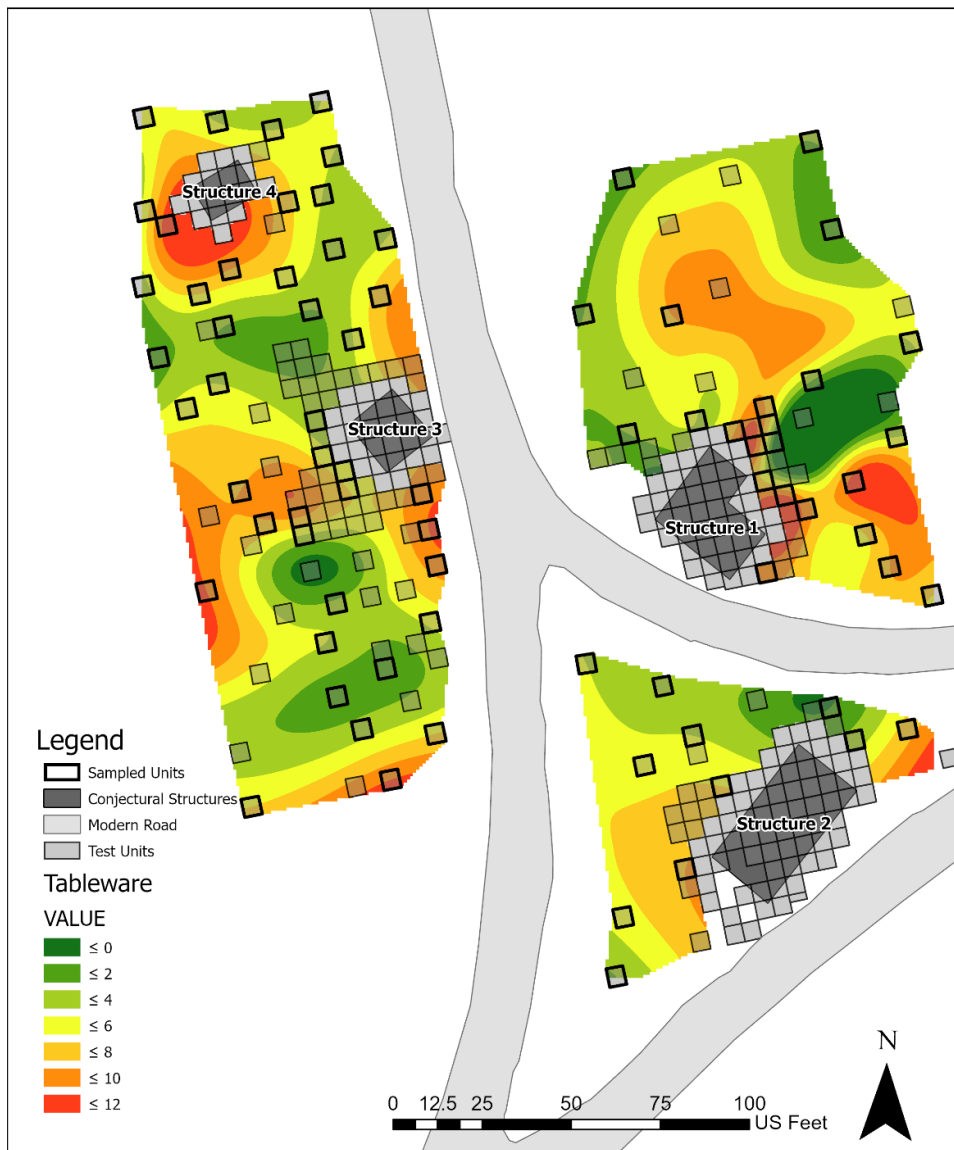 Structure 4
Structure 3
Structure 1
Structure 2
Legend
Sampled Units
Conjectural Structures
Modern Road
Test Units
Tableware
VALUE
≤ 0
≤ 2
≤ 4
≤ 6
≤ 8
≤ 10
≤ 12
N
0 12.5 25 50 75 100
US Feet